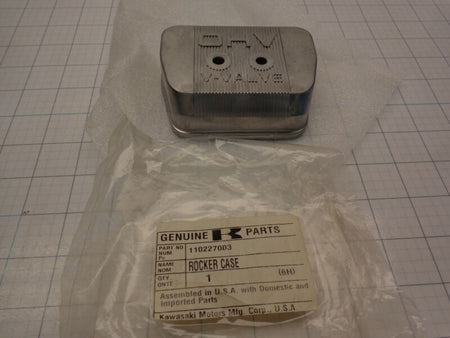 OHV
V-VALVE
GENUINE K PARTS
PART NO
NUM
Pc
110227003
NAME
NOM
ROCKER CASE
QTY
QNTE
1
(6H)
Assembled in U.S.A. with Domestic and
Imported Parts
Kawasaki Motors Mfg. Corp., U.S.A